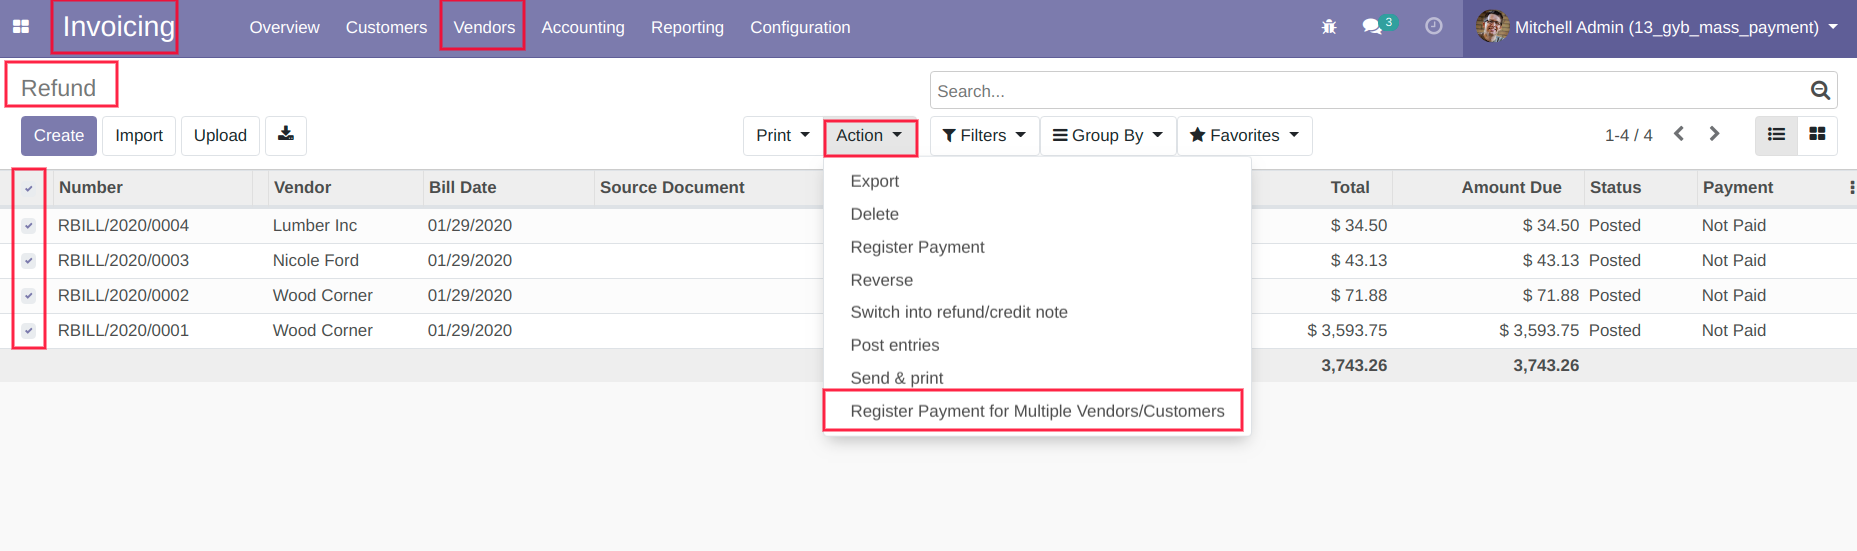 Invoicing Overview Customers Vendors Accounting Reporting Configuration 3 Mitchell Admin (13_gyb_mass_payment)
Refund
Search...
Create Import Upload Print Action Filters Group By Favorites 1-4 / 4
Number Vendor Bill Date Source Document Total Amount Due Status Payment
RBILL/2020/0004 Lumber Inc 01/29/2020 $ 34.50 $ 34.50 Posted Not Paid
RBILL/2020/0003 Nicole Ford 01/29/2020 $ 43.13 $ 43.13 Posted Not Paid
RBILL/2020/0002 Wood Corner 01/29/2020 $ 71.88 $ 71.88 Posted Not Paid
RBILL/2020/0001 Wood Corner 01/29/2020 $ 3,593.75 $ 3,593.75 Posted Not Paid
3,743.26 3,743.26
Export
Delete
Register Payment
Reverse
Switch into refund/credit note
Post entries
Send & print
Register Payment for Multiple Vendors/Customers